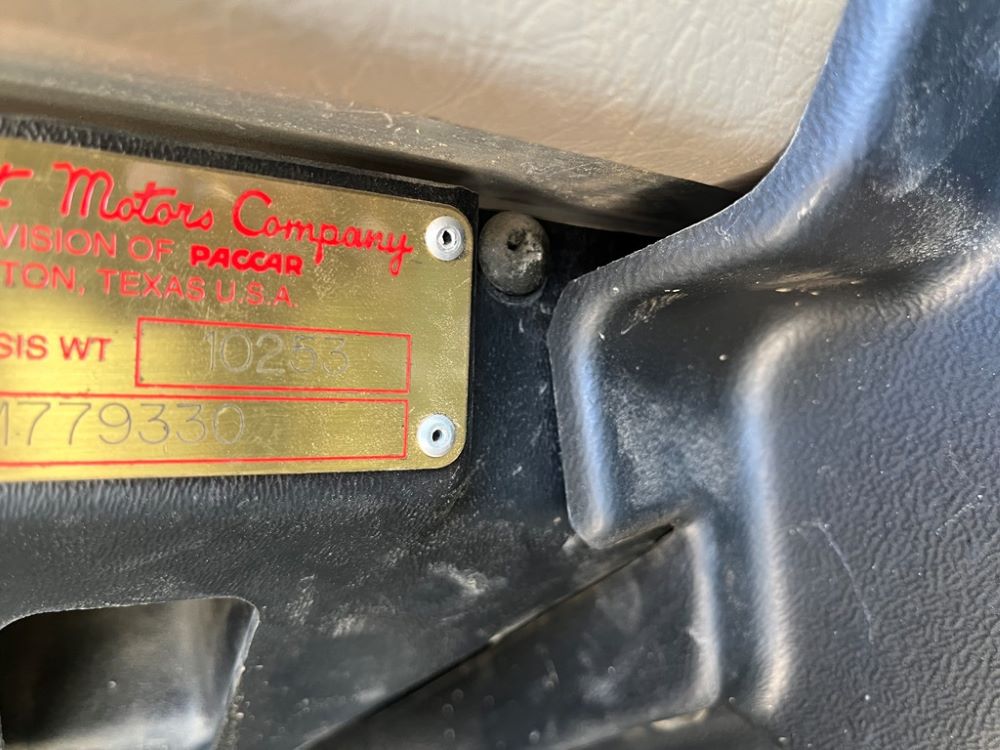 t Motors Company
VISION OF PACCAR
TON, TEXAS U.S.A.
SIS WT 10253
M779330